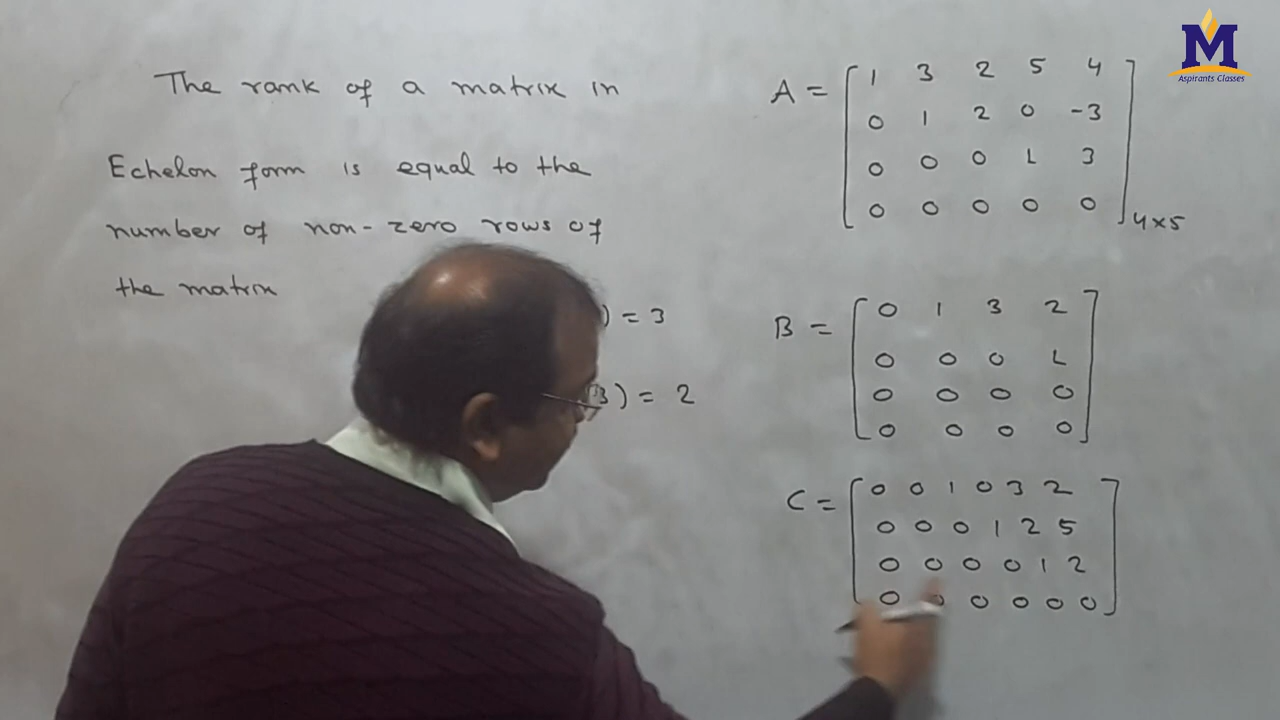 The rank of a matrix in
Echelon form is equal to the
number of non-zero rows of
the matrix
) = 3
(B) = 2
A = [ 1 3 2 5 4
0 1 2 0 -3
0 0 0 1 3
0 0 0 0 0 ] 4×5
B = [ 0 1 3 2
0 0 0 1
0 0 0 0
0 0 0 0 ]
C = [ 0 0 1 0 3 2
0 0 0 1 2 5
0 0 0 0 1 2
0 0 0 0 0 0 ]
M
Aspirants Classes